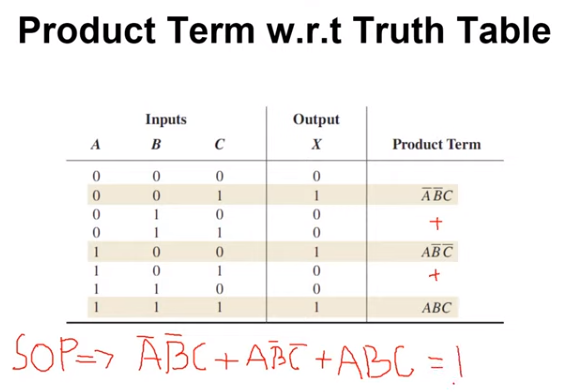 Product Term w.r.t Truth Table
Inputs Output
A B C X Product Term
0 0 0 0
0 0 1 1 A̅B̅C
0 1 0 0
+
0 1 1 0
1 0 0 1 AB̅C̅
1 0 1 0 +
1 1 0 0
1 1 1 1 ABC
SOP=> A̅B̅C+AB̅C̅+ABC=1